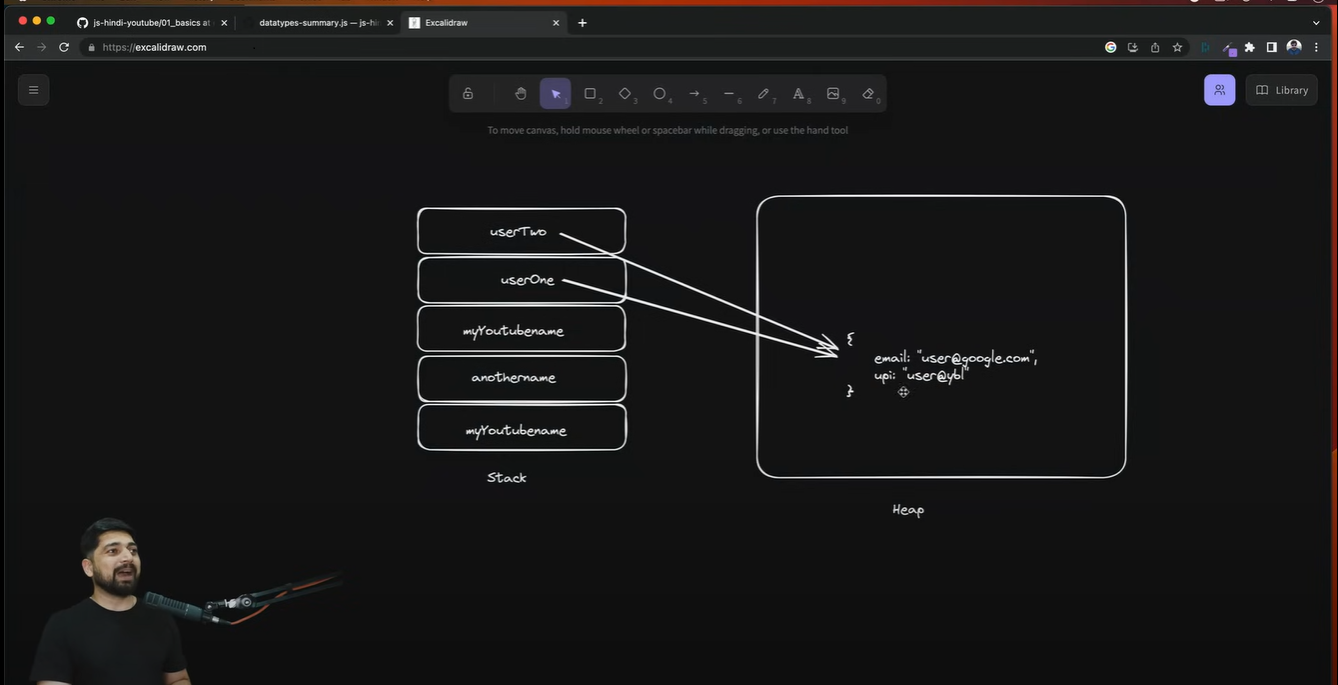 js-hindi-youtube/01_basics at
datatypes-summary.js — js-hi
Excalidraw
https://excalidraw.com
1
2
3
4
5
6
7
8
9
0
Library
To move canvas, hold mouse wheel or spacebar while dragging, or use the hand tool
userTwo
userOne
myYoutubename
anothername
myYoutubename
Stack
{
email: "user@google.com",
upi: "user@ybl"
}
Heap